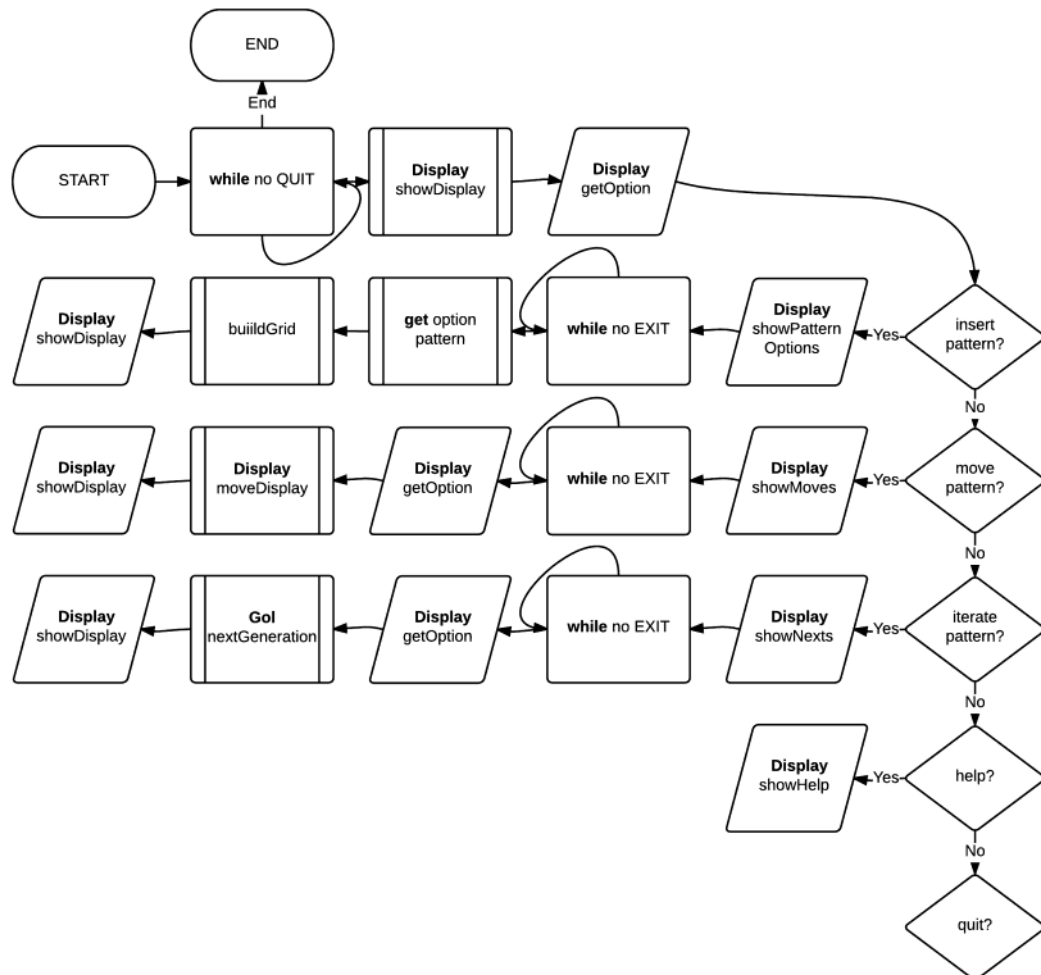 END
End
START
while no QUIT
Display
showDisplay
Display
getOption
Display
showDisplay
buiildGrid
get option
pattern
while no EXIT
Display
showPattern
Options
Yes
insert
pattern?
No
Display
showDisplay
Display
moveDisplay
Display
getOption
while no EXIT
Display
showMoves
Yes
move
pattern?
No
Display
showDisplay
Gol
nextGeneration
Display
getOption
while no EXIT
Display
showNexts
Yes
iterate
pattern?
No
Display
showHelp
Yes
help?
No
quit?